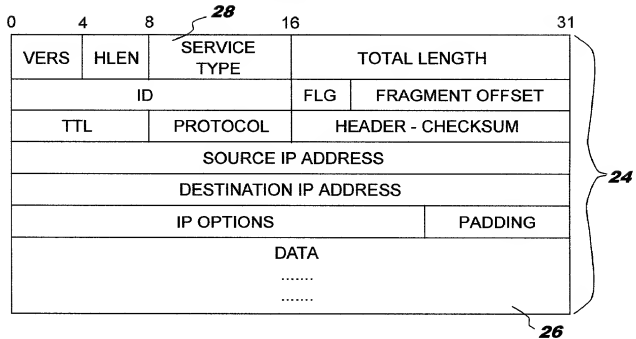 0 4 8 28 16 31
VERS HLEN SERVICE TYPE TOTAL LENGTH
ID FLG FRAGMENT OFFSET
TTL PROTOCOL HEADER - CHECKSUM
SOURCE IP ADDRESS
24
DESTINATION IP ADDRESS
IP OPTIONS PADDING
DATA
.......
.......
26